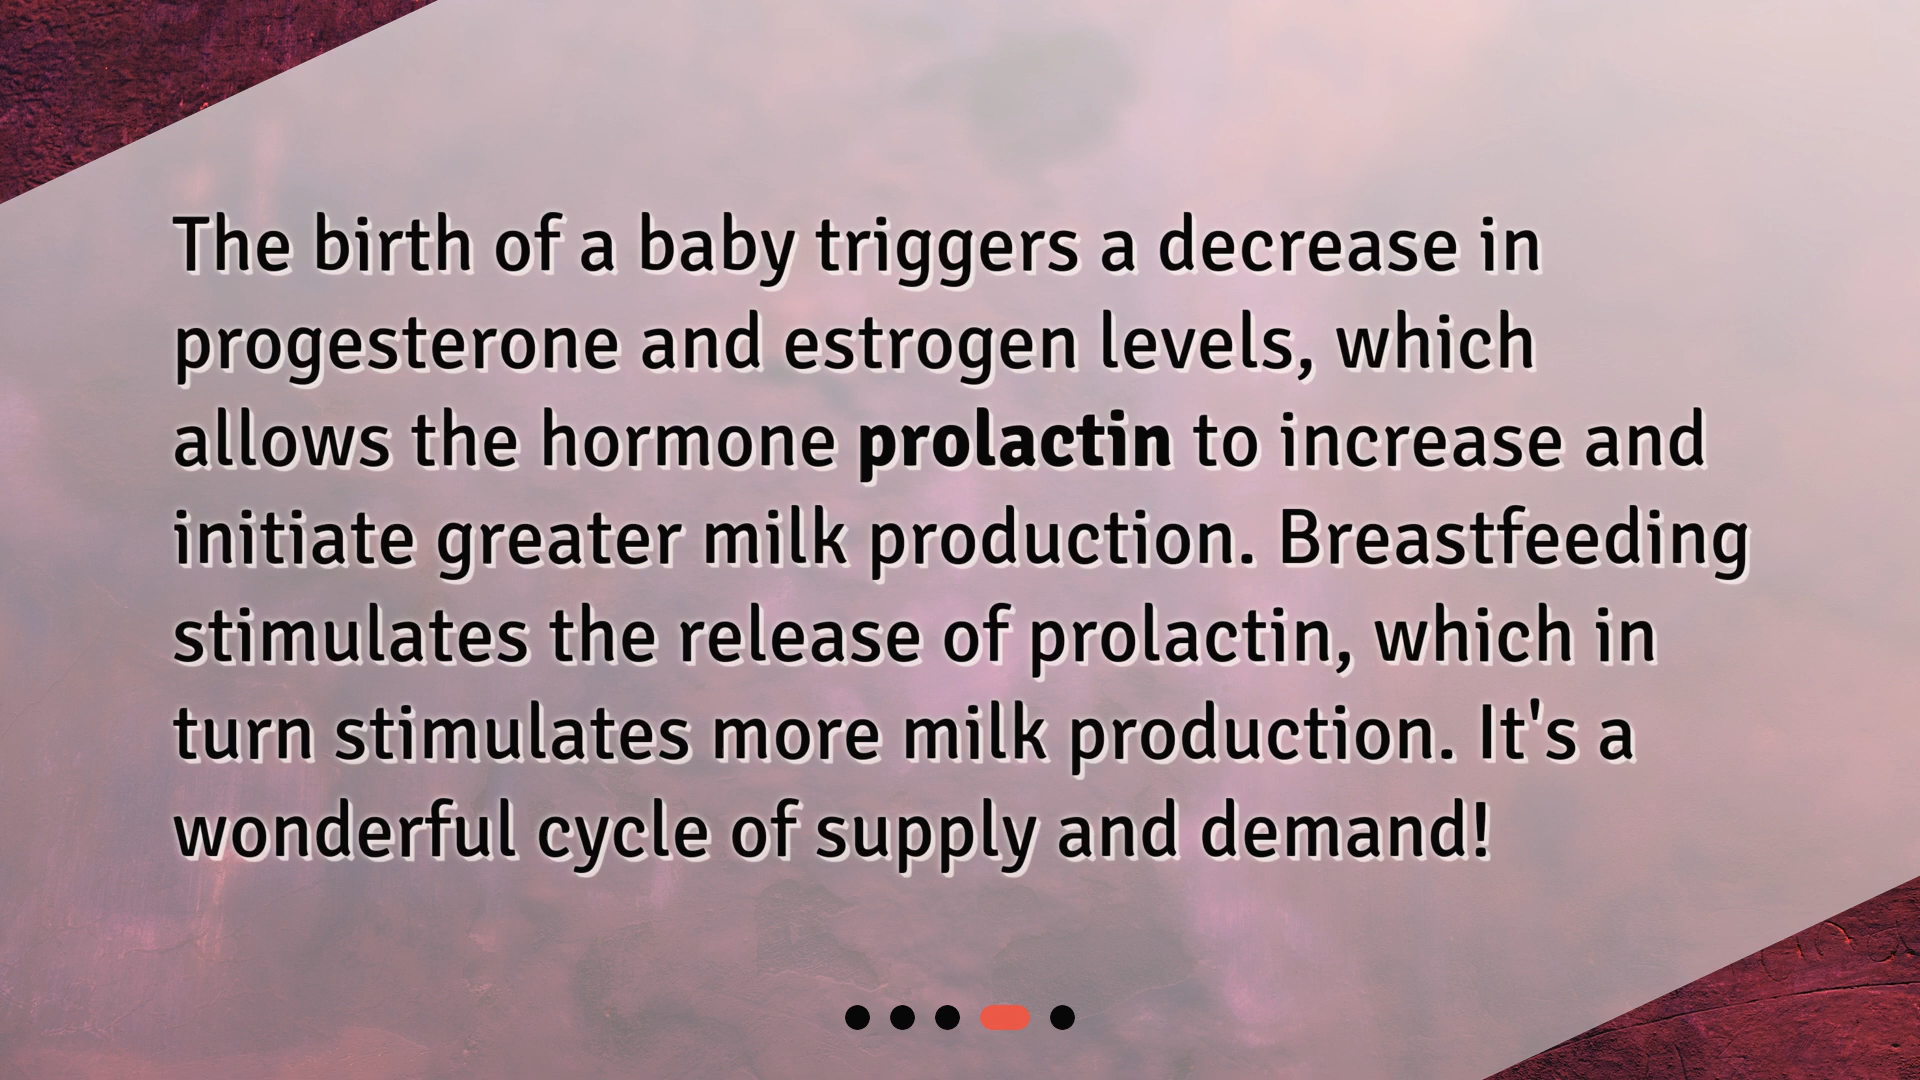 The birth of a baby triggers a decrease in
progesterone and estrogen levels, which
allows the hormone prolactin to increase and
initiate greater milk production. Breastfeeding
stimulates the release of prolactin, which in
turn stimulates more milk production. It's a
wonderful cycle of supply and demand!